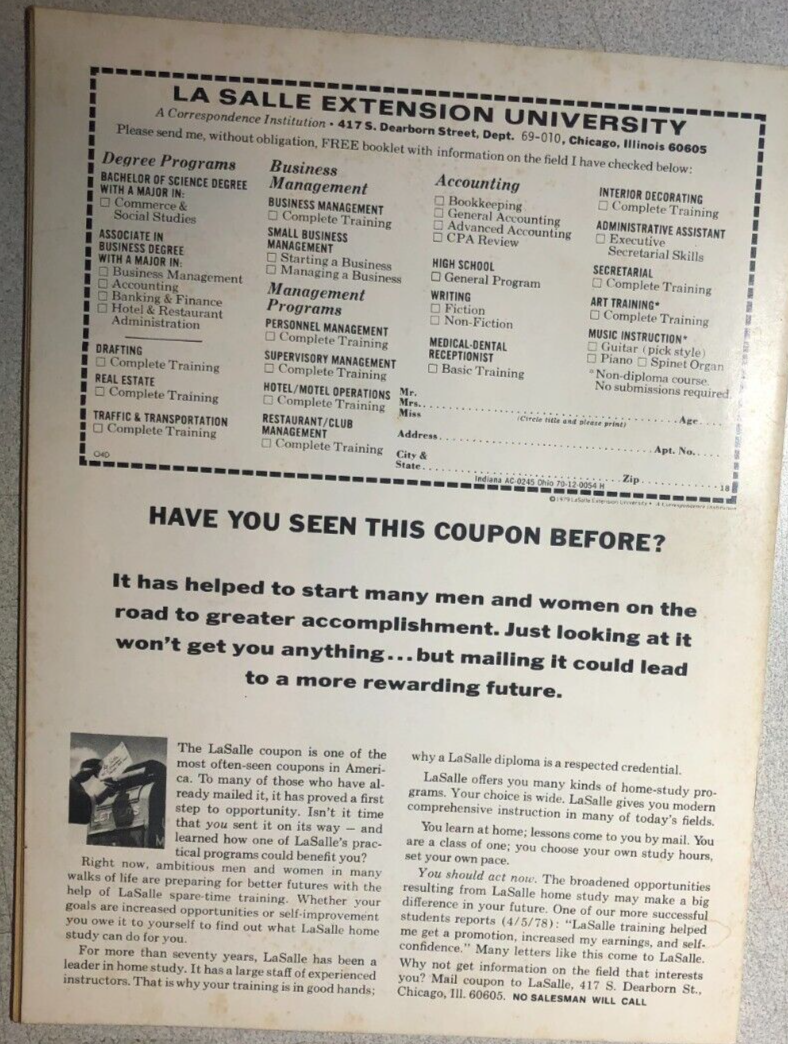 LA SALLE EXTENSION UNIVERSITY
A Correspondence Institution • 417 S. Dearborn Street, Dept. 69-010, Chicago, Illinois 60605
Please send me, without obligation, FREE booklet with information on the field I have checked below:
Degree Programs
BACHELOR OF SCIENCE DEGREE
WITH A MAJOR IN:
☐ Commerce &
Social Studies
ASSOCIATE IN
BUSINESS DEGREE
WITH A MAJOR IN:
☐ Business Management
☐ Accounting
☐ Banking & Finance
☐ Hotel & Restaurant
Administration
DRAFTING
☐ Complete Training
REAL ESTATE
☐ Complete Training
TRAFFIC & TRANSPORTATION
☐ Complete Training
Business
Management
BUSINESS MANAGEMENT
☐ Complete Training
SMALL BUSINESS
MANAGEMENT
☐ Starting a Business
☐ Managing a Business
Management
Programs
PERSONNEL MANAGEMENT
☐ Complete Training
SUPERVISORY MANAGEMENT
☐ Complete Training
HOTEL/MOTEL OPERATIONS
☐ Complete Training
RESTAURANT/CLUB
MANAGEMENT
☐ Complete Training
Accounting
☐ Bookkeeping
☐ General Accounting
☐ Advanced Accounting
☐ CPA Review
HIGH SCHOOL
☐ General Program
WRITING
☐ Fiction
☐ Non-Fiction
MEDICAL-DENTAL
RECEPTIONIST
☐ Basic Training
INTERIOR DECORATING
☐ Complete Training
ADMINISTRATIVE ASSISTANT
☐ Executive
Secretarial Skills
SECRETARIAL
☐ Complete Training
ART TRAINING*
☐ Complete Training
MUSIC INSTRUCTION*
☐ Guitar (pick style)
☐ Piano ☐ Spinet Organ
*Non-diploma course.
No submissions required.
Mr.
Mrs.
Miss
(Circle title and please print)
Age
Address
Apt. No.
City &
State
Zip
Indiana AC-0245 Ohio 70-12-0054 H
18
HAVE YOU SEEN THIS COUPON BEFORE?
It has helped to start many men and women on the
road to greater accomplishment. Just looking at it
won't get you anything...but mailing it could lead
to a more rewarding future.
The LaSalle coupon is one of the
most often-seen coupons in Ameri-
ca. To many of those who have al-
ready mailed it, it has proved a first
step to opportunity. Isn't it time
that you sent it on its way – and
learned how one of LaSalle's prac-
tical programs could benefit you?
Right now, ambitious men and women in many
walks of life are preparing for better futures with the
help of LaSalle spare-time training. Whether your
goals are increased opportunities or self-improvement
you owe it to yourself to find out what LaSalle home
study can do for you.
For more than seventy years, LaSalle has been a
leader in home study. It has a large staff of experienced
instructors. That is why your training is in good hands;
why a LaSalle diploma is a respected credential.
LaSalle offers you many kinds of home-study pro-
grams. Your choice is wide. LaSalle gives you modern
comprehensive instruction in many of today's fields.
You learn at home; lessons come to you by mail. You
are a class of one; you choose your own study hours,
set your own pace.
You should act now. The broadened opportunities
resulting from LaSalle home study may make a big
difference in your future. One of our more successful
students reports (4/5/78): "LaSalle training helped
me get a promotion, increased my earnings, and self-
confidence." Many letters like this come to LaSalle.
Why not get information on the field that interests
you? Mail coupon to LaSalle, 417 S. Dearborn St.,
Chicago, Ill. 60605. NO SALESMAN WILL CALL